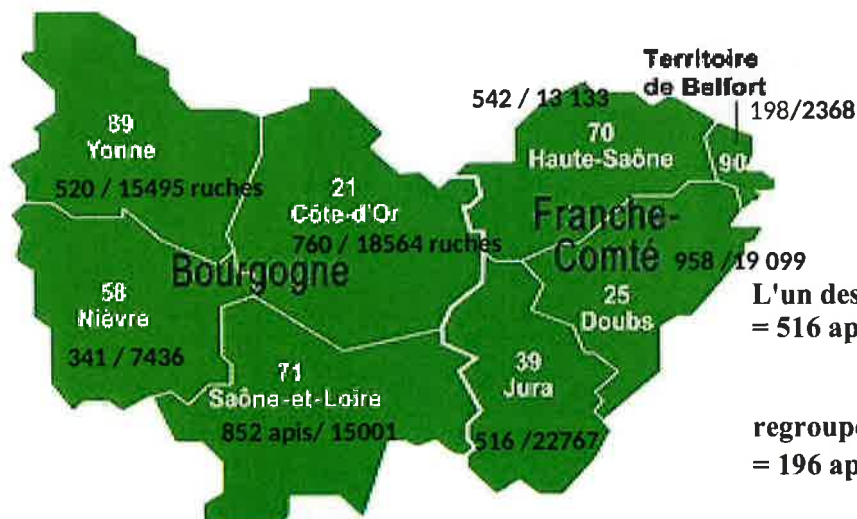 Territoire
de Belfort
542 / 13 133
198/2368
89
Yonne
70
Haute-Saône
90
520 / 15495 ruches
21
Côte-d'Or
760 / 18564 ruches
Franche-
Comté
958 /19 099
Bourgogne
58
Nièvre
25
Doubs
L'un des
= 516 ap
341 / 7436
71
Saône-et-Loire
39
Jura
852 apis/ 15001
516 /22767
regroup
= 196 ap